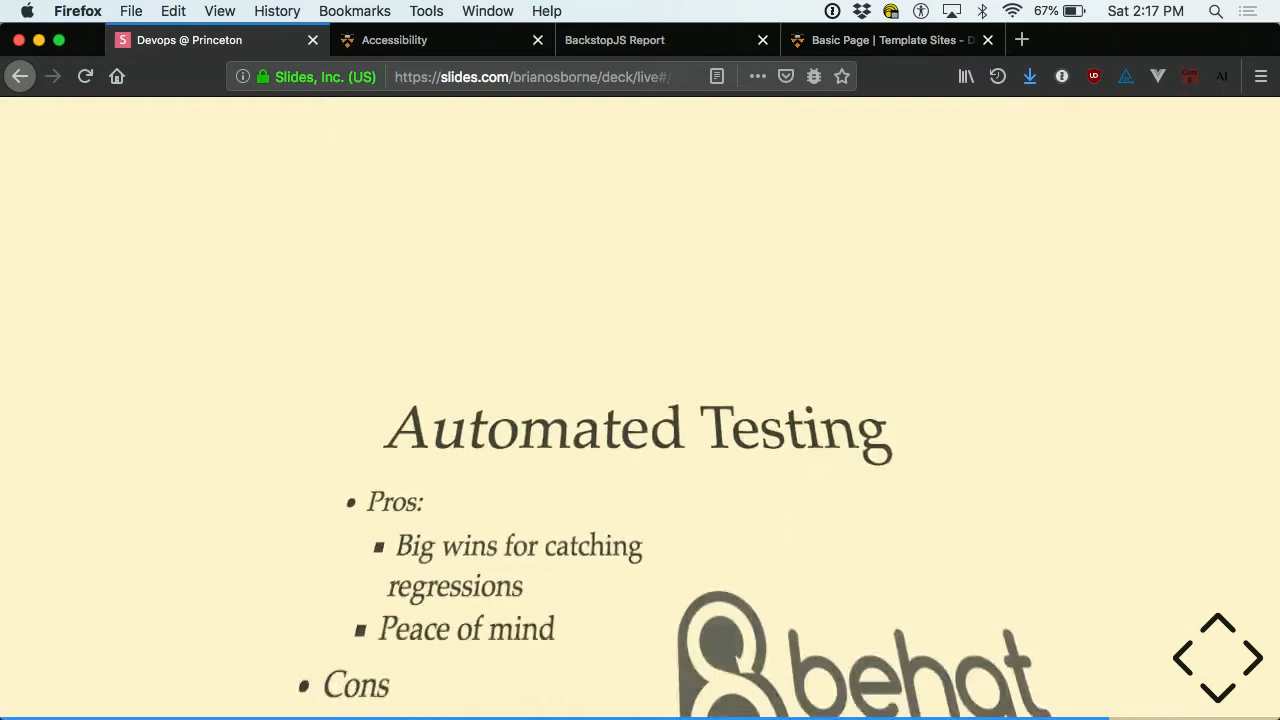 Firefox File Edit View History Bookmarks Tools Window Help 67% Sat 2:17 PM
S Devops @ Princeton Accessibility BackstopJS Report Basic Page | Template Sites - D
Slides, Inc. (US) https://slides.com/brianosborne/deck/live#/
Automated Testing
• Pros:
▪ Big wins for catching
regressions
▪ Peace of mind
• Cons
behat